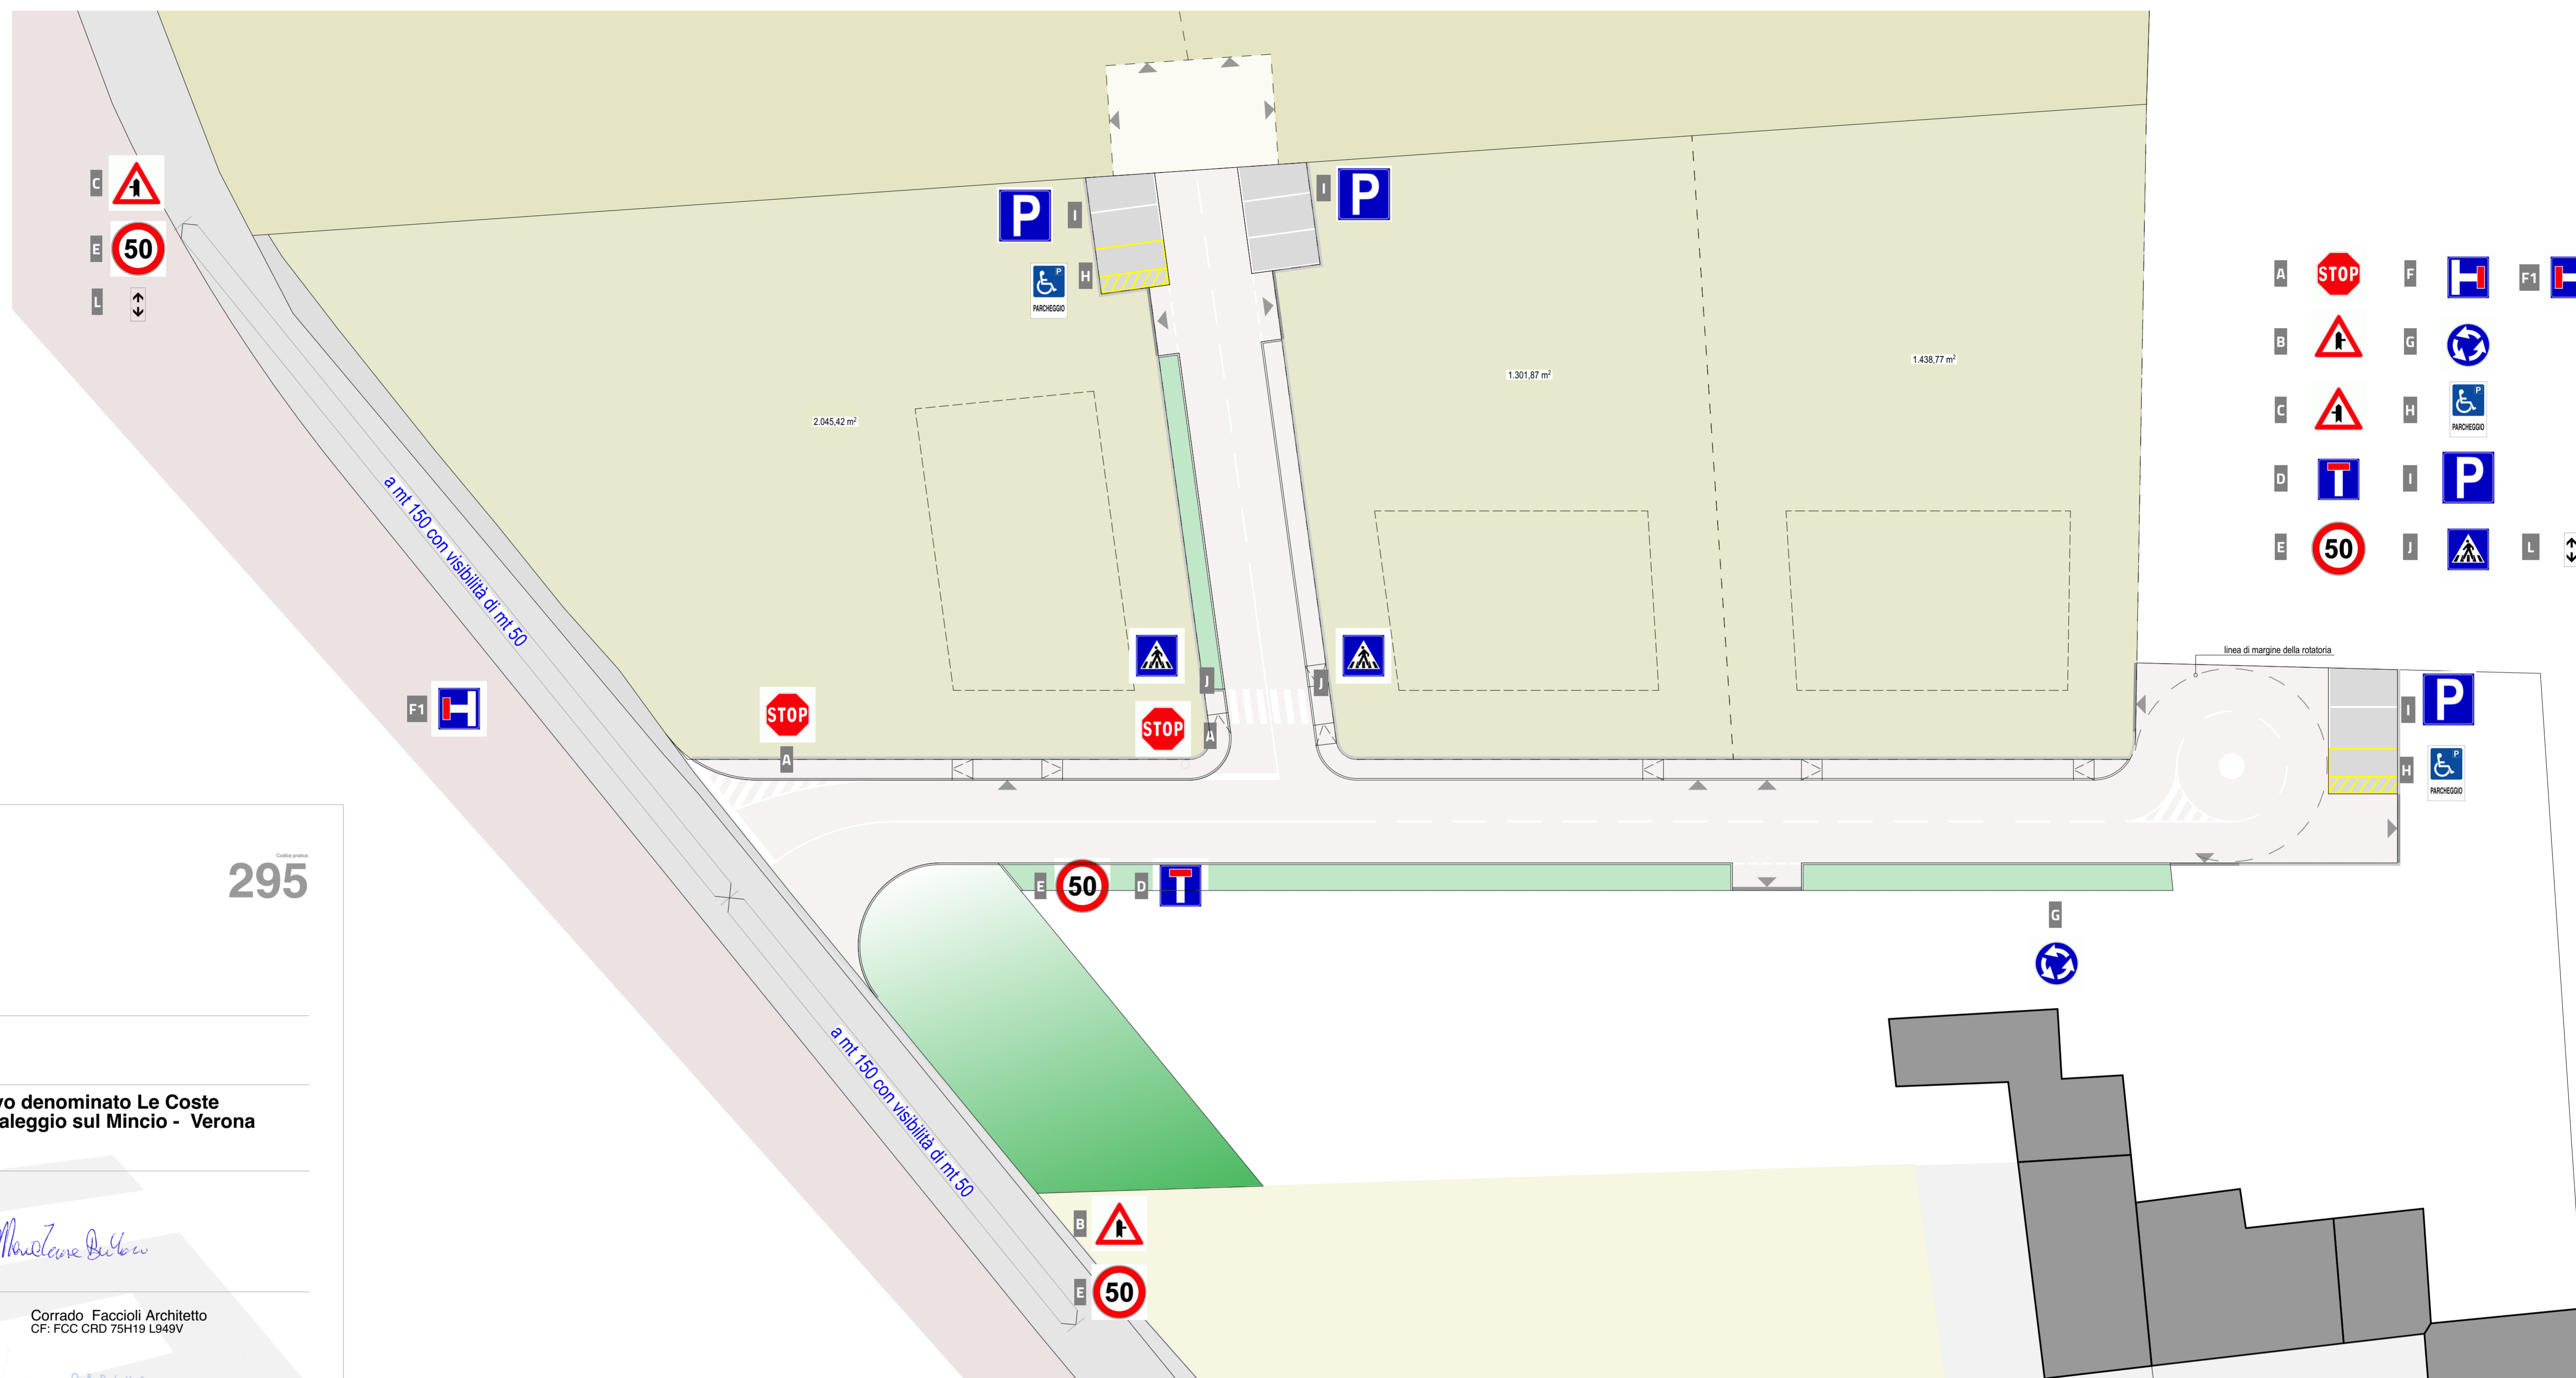 C
E
50
L
P
I
H
P
PARCHEGGIO
I
P
2.045,42 m²
1.301,87 m²
1.438,77 m²
A
STOP
F
F1
B
G
C
H
P
PARCHEGGIO
D
I
P
E
50
J
L
a mt 150 con visibilità di mt 50
F1
STOP
A
J
STOP
A
J
linea di margine della rotatoria
I
P
H
P
PARCHEGGIO
E
50
D
G
a mt 150 con visibilità di mt 50
B
E
50
Codice pratica:
295
vo denominato Le Coste
aleggio sul Mincio - Verona
Corrado Faccioli Architetto
CF: FCC CRD 75H19 L949V